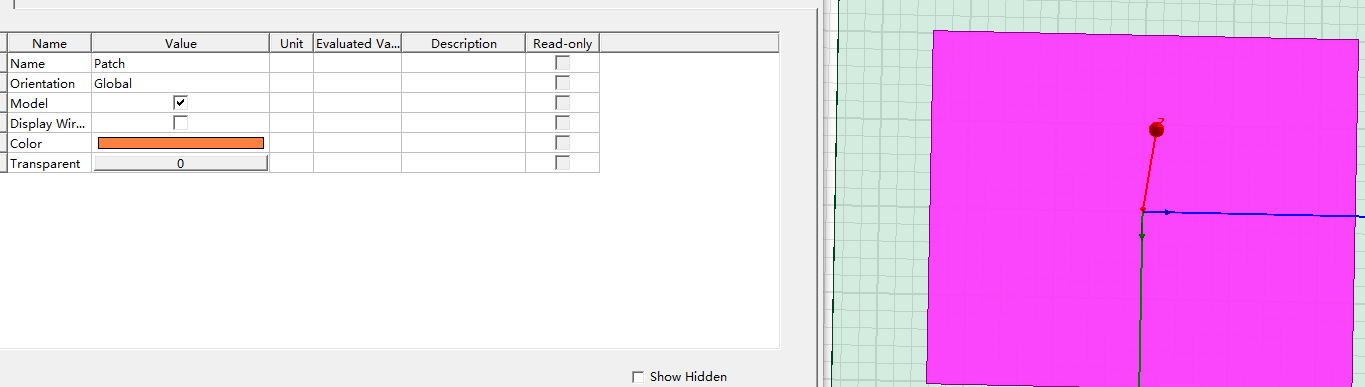 Name Value Unit Evaluated Va... Description Read-only
Name Patch
Orientation Global
Model
Display Wir...
Color
Transparent 0
Show Hidden
Z